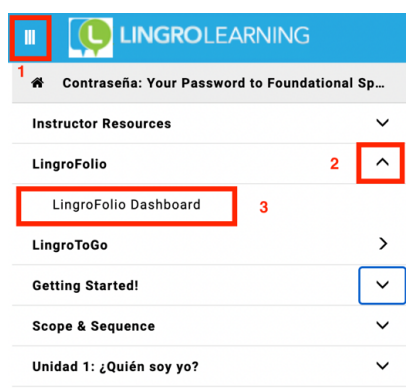 LINGROLEARNING
1
Contraseña: Your Password to Foundational Sp...
Instructor Resources
LingroFolio 2
LingroFolio Dashboard 3
LingroToGo
Getting Started!
Scope & Sequence
Unidad 1: ¿Quién soy yo?